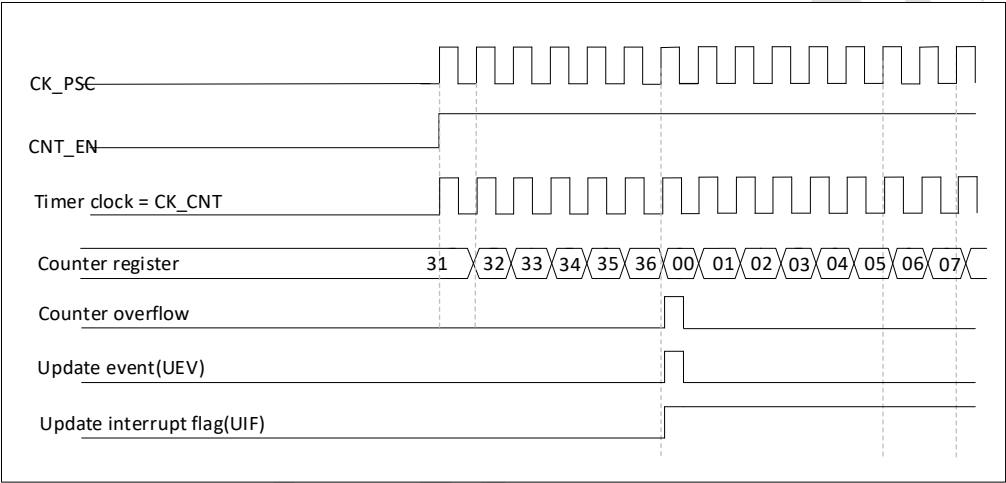 CK_PSC
CNT_EN
Timer clock = CK_CNT
Counter register 31 32 33 34 35 36 00 01 02 03 04 05 06 07
Counter overflow
Update event(UEV)
Update interrupt flag(UIF)